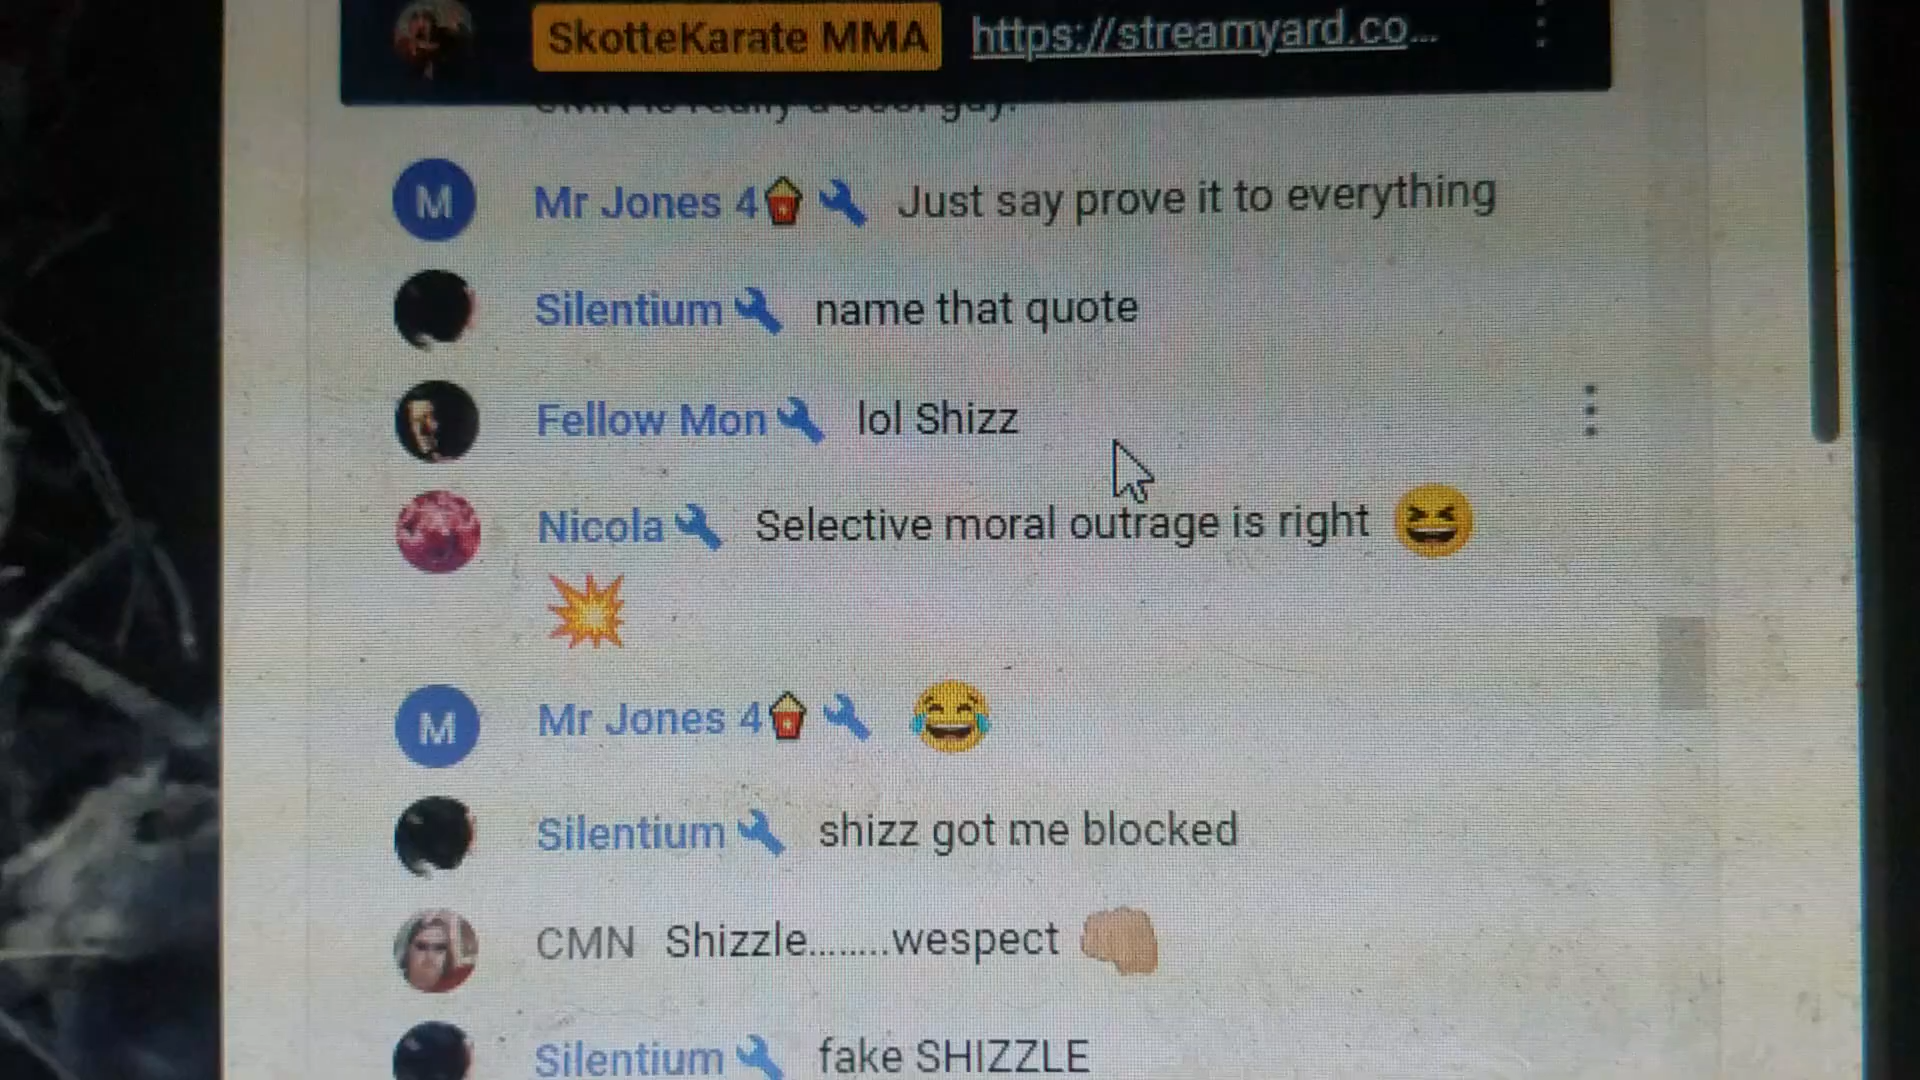 SkotteKarate MMA https://streamyard.co...
Mr Jones 4 Just say prove it to everything
Silentium name that quote
Fellow Mon lol Shizz
Nicola Selective moral outrage is right
Mr Jones 4
Silentium shizz got me blocked
CMN Shizzle........wespect
Silentium fake SHIZZLE
M
M